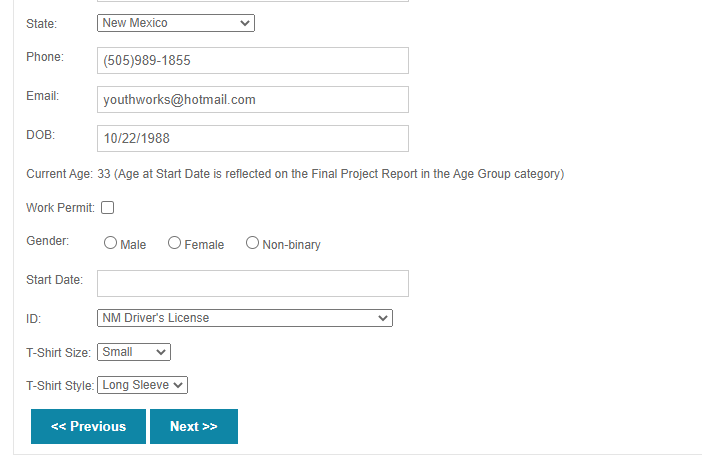 State: New Mexico
Phone: (505)989-1855
Email: youthworks@hotmail.com
DOB: 10/22/1988
Current Age: 33 (Age at Start Date is reflected on the Final Project Report in the Age Group category)
Work Permit:
Gender: Male Female Non-binary
Start Date:
ID: NM Driver's License
T-Shirt Size: Small
T-Shirt Style: Long Sleeve
<< Previous Next >>